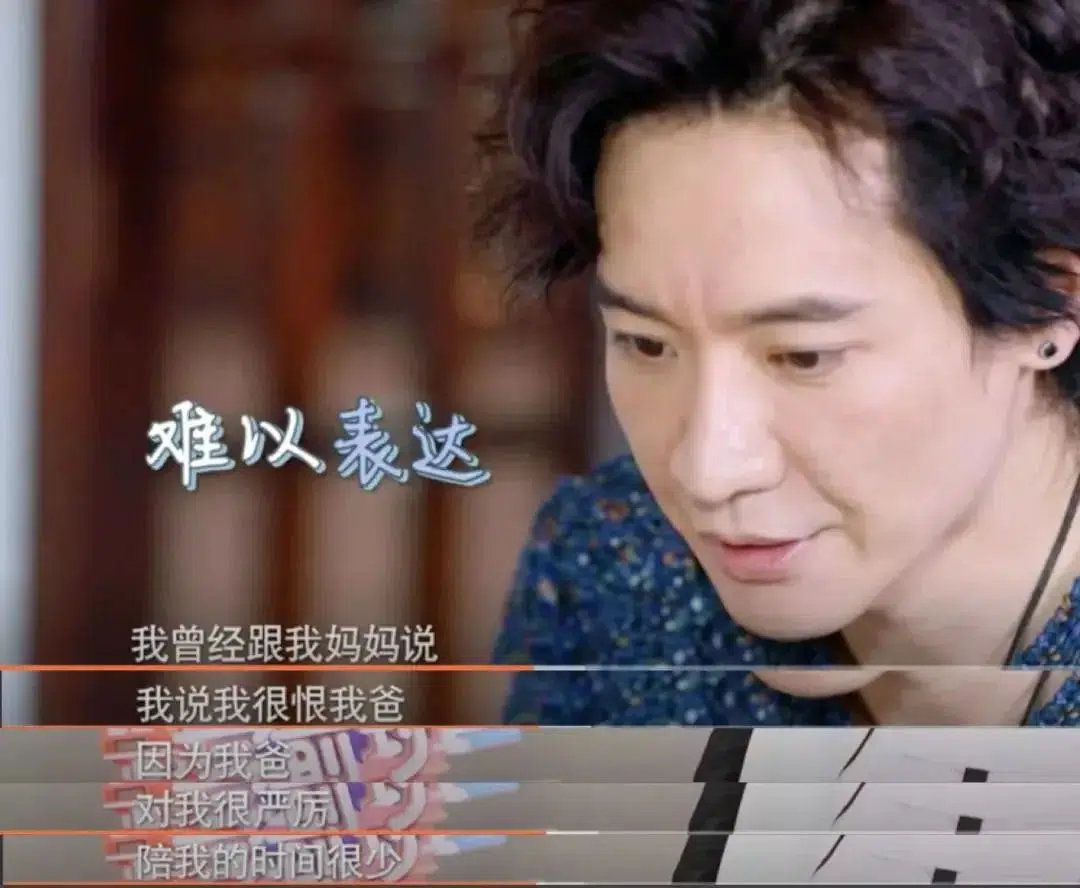 难以表达
我曾经跟我妈妈说
我说我很恨我爸
因为我爸
对我很严厉
陪我的时间很少